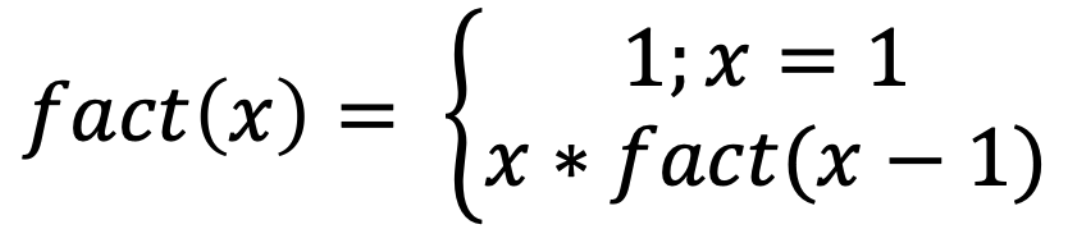 fact(x) = {
1; x = 1
x * fact(x − 1)